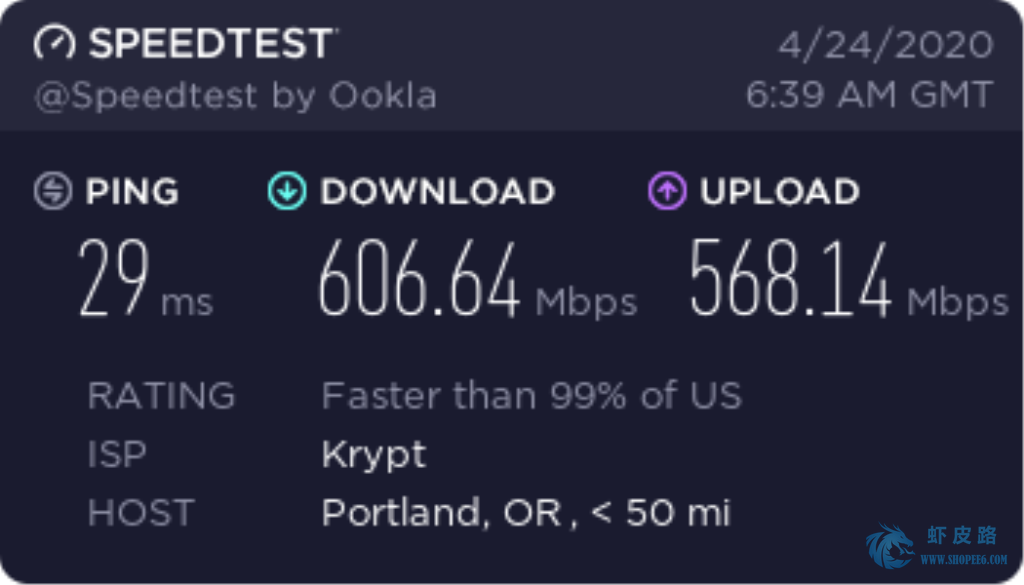 SPEEDTEST
4/24/2020
@Speedtest by Ookla
6:39 AM GMT
PING DOWNLOAD UPLOAD
29 ms 606.64 Mbps 568.14 Mbps
RATING Faster than 99% of US
ISP Krypt
HOST Portland, OR , < 50 mi
虾皮路
WWW.SHOPEE6.COM